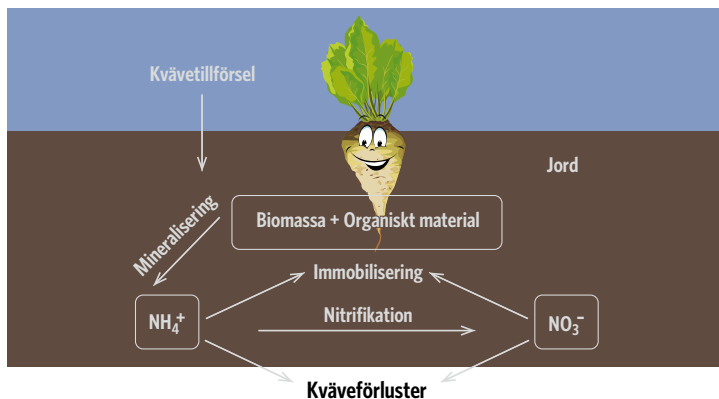 Kvävetillförsel
Jord
Mineralisering
Biomassa + Organiskt material
Immobilisering
NH₄⁺
Nitrifikation
NO₃⁻
Kväveförluster